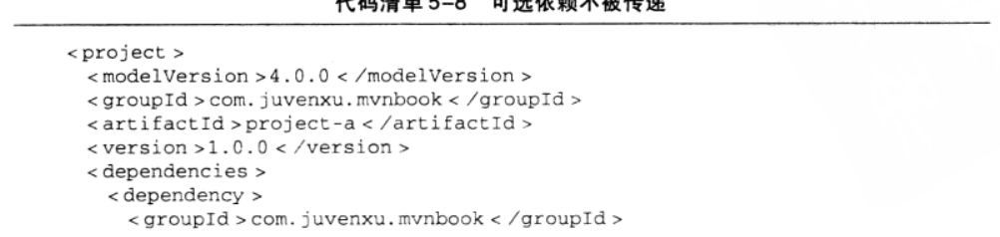 代码清单5-8 可选依赖不被传递
<project>
<modelVersion>4.0.0</modelVersion>
<groupId>com.juvenxu.mvnbook</groupId>
<artifactId>project-a</artifactId>
<version>1.0.0</version>
<dependencies>
<dependency>
<groupId>com.juvenxu.mvnbook</groupId>